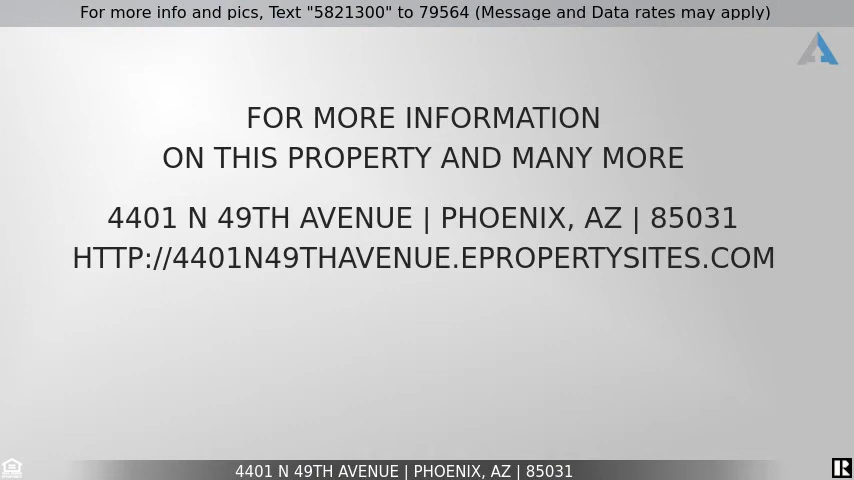 For more info and pics, Text "5821300" to 79564 (Message and Data rates may apply)
FOR MORE INFORMATION
ON THIS PROPERTY AND MANY MORE
4401 N 49TH AVENUE | PHOENIX, AZ | 85031
HTTP://4401N49THAVENUE.EPROPERTYSITES.COM
4401 N 49TH AVENUE | PHOENIX, AZ | 85031